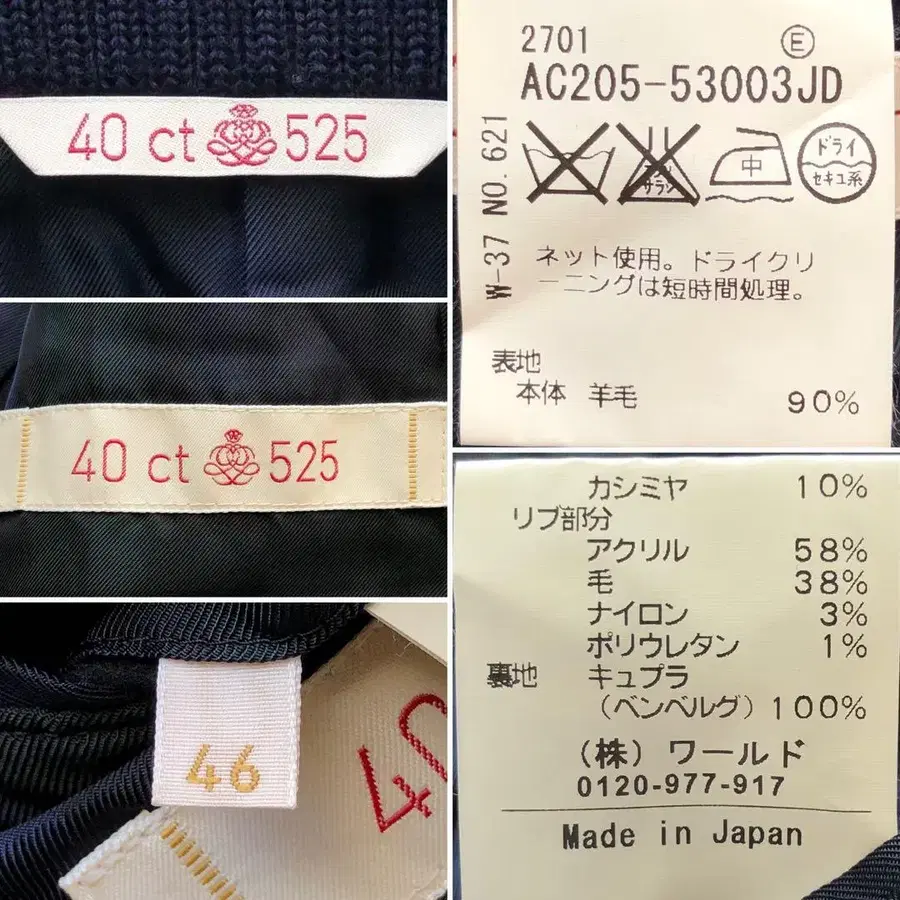 40 ct 525
40 ct 525
46
40
2701 E
AC205-53003JD
W-37 NO. 621
サラシ
中
ドライ
セキユ系
ネット使用。ドライクリ
ーニングは短時間処理。
表地
本体 羊毛 90%
カシミヤ 10%
リブ部分
アクリル 58%
毛 38%
ナイロン 3%
ポリウレタン 1%
裏地 キュプラ
(ベンベルグ) 100%
(株) ワールド
0120-977-917
Made in Japan